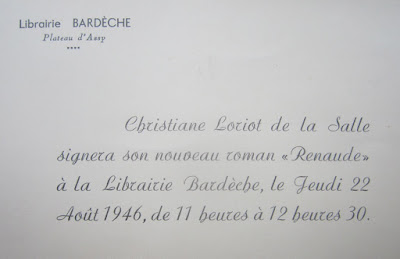 Librairie BARDÈCHE
Plateau d'Assy
Christiane Loriot de la Salle
signera son nouveau roman «Renaude»
à la Librairie Bardèche, le Jeudi 22
Août 1946, de 11 heures à 12 heures 30.